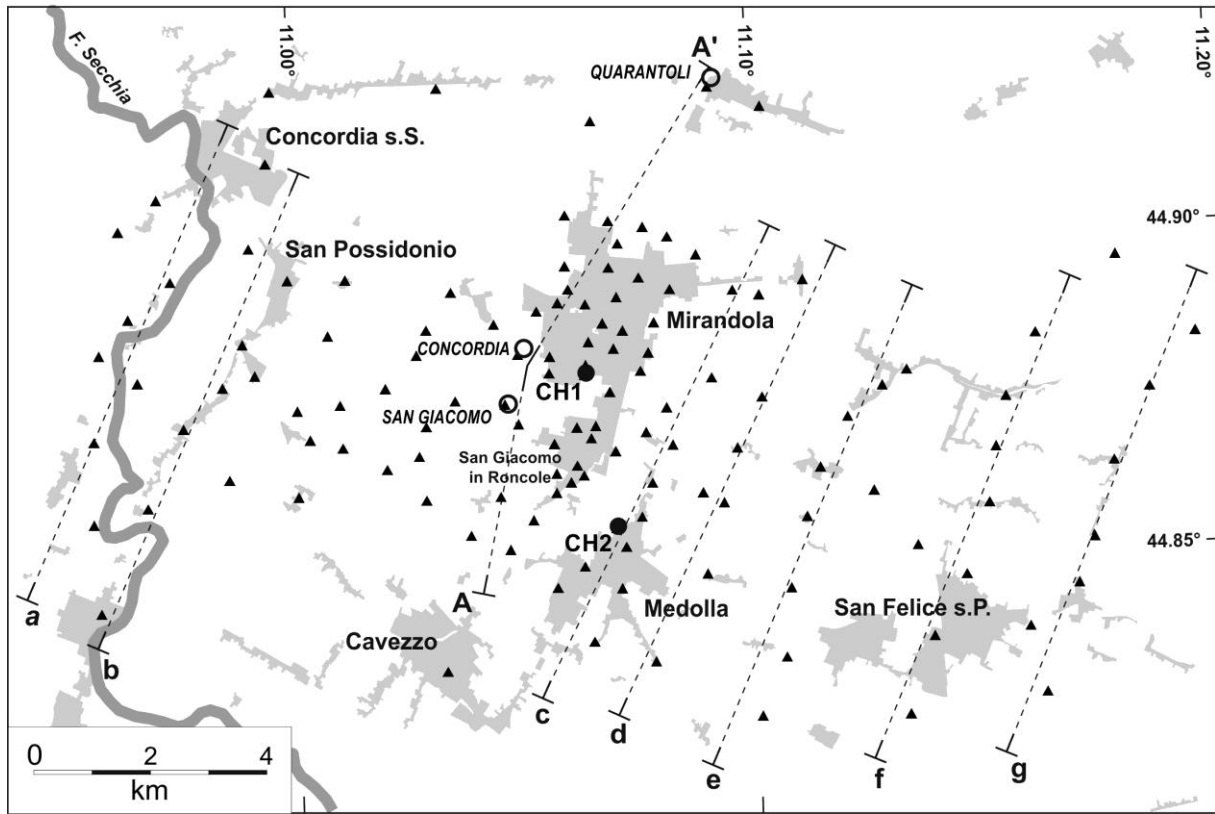 11.00°
11.10°
11.20°
F. Secchia
A'
QUARANTOLI
Concordia s.S.
44.90°
San Possidonio
Mirandola
CONCORDIA
CH1
SAN GIACOMO
San Giacomo
in Roncole
44.85°
CH2
A
a
Medolla
San Felice s.P.
Cavezzo
b
c
d
e
f
g
0 2 4
km